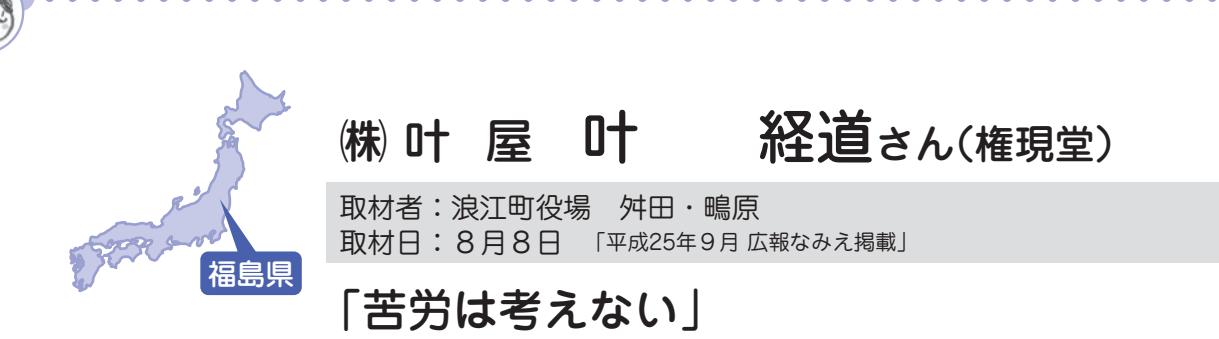 ㈱ 叶 屋　叶　　経道さん（権現堂）
取材者：浪江町役場　舛田・鴫原
取材日：８月８日　「平成25年９月 広報なみえ掲載」
福島県
「苦労は考えない」